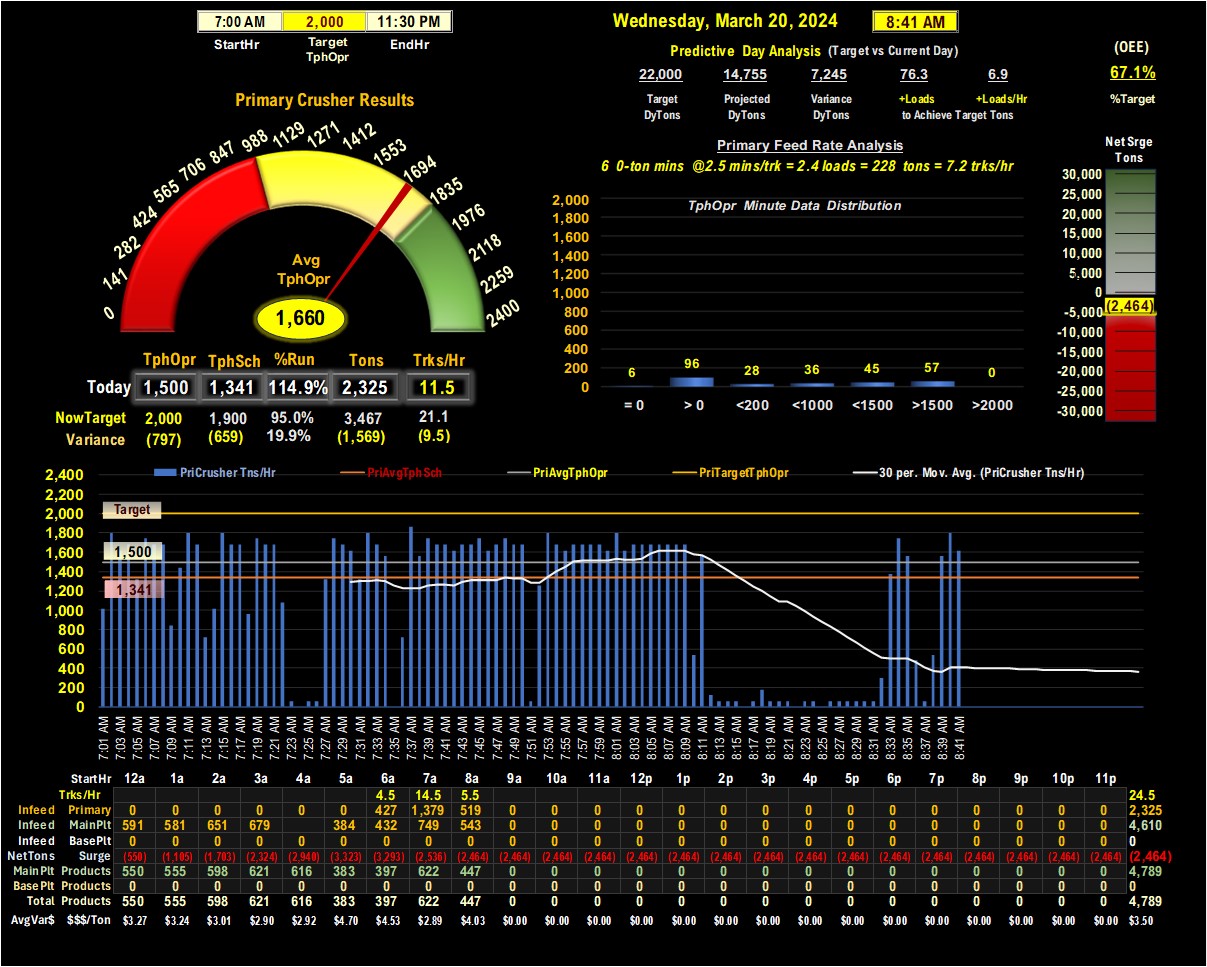 7:00 AM 2,000 11:30 PM
StartHr Target TphOpr EndHr
Wednesday, March 20, 2024 8:41 AM
Predictive Day Analysis (Target vs Current Day)
22,000 14,755 7,245 76.3 6.9
Target Projected Variance +Loads +Loads/Hr
DyTons DyTons DyTons to Achieve Target Tons
(OEE)
67.1%
%Target
Primary Crusher Results
0 141 282 424 565 706 847 988 1129 1271 1412 1553 1694 1835 1976 2118 2259 2400
Avg
TphOpr
1,660
TphOpr TphSch %Run Tons Trks/Hr
Today 1,500 1,341 114.9% 2,325 11.5
NowTarget 2,000 1,900 95.0% 3,467 21.1
Variance (797) (659) 19.9% (1,569) (9.5)
Primary Feed Rate Analysis
6 0-ton mins @2.5 mins/trk = 2.4 loads = 228 tons = 7.2 trks/hr
TphOpr Minute Data Distribution
2,000
1,800
1,600
1,400
1,200
1,000
800
600
400
200
0
6 96 28 36 45 57 0
= 0 > 0 <200 <1000 <1500 >1500 >2000
Net Srge
Tons
30,000
25,000
20,000
15,000
10,000
5,000
0
(2,464)
-5,000
-10,000
-15,000
-20,000
-25,000
-30,000
PriCrusher Tns/Hr PriAvgTphSch PriAvgTphOpr PriTargetTphOpr 30 per. Mov. Avg. (PriCrusher Tns/Hr)
2,400
2,200
2,000
1,800
1,600
1,400
1,200
1,000
800
600
400
200
0
Target
1,500
1,341
7:01 AM 7:03 AM 7:05 AM 7:07 AM 7:09 AM 7:11 AM 7:13 AM 7:15 AM 7:17 AM 7:19 AM 7:21 AM 7:23 AM 7:25 AM 7:27 AM 7:29 AM 7:31 AM 7:33 AM 7:35 AM 7:37 AM 7:39 AM 7:41 AM 7:43 AM 7:45 AM 7:47 AM 7:49 AM 7:51 AM 7:53 AM 7:55 AM 7:57 AM 7:59 AM 8:01 AM 8:03 AM 8:05 AM 8:07 AM 8:09 AM 8:11 AM 8:13 AM 8:15 AM 8:17 AM 8:19 AM 8:21 AM 8:23 AM 8:25 AM 8:27 AM 8:29 AM 8:31 AM 8:33 AM 8:35 AM 8:37 AM 8:39 AM 8:41 AM
StartHr 12a 1a 2a 3a 4a 5a 6a 7a 8a 9a 10a 11a 12p 1p 2p 3p 4p 5p 6p 7p 8p 9p 10p 11p
Trks/Hr 4.5 14.5 5.5 24.5
Infeed Primary 0 0 0 0 0 0 427 1,379 519 0 0 0 0 0 0 0 0 0 0 0 0 0 0 0 2,325
Infeed MainPlt 591 581 651 679 384 432 749 543 0 0 0 0 0 0 0 0 0 0 0 0 0 0 0 4,610
Infeed BasePlt 0 0 0 0 0 0 0 0 0 0 0 0 0 0 0 0 0 0 0 0 0 0 0 0 0
NetTons Surge (550) (1,105) (1,703) (2,324) (2,940) (3,323) (3,293) (2,536) (2,464) (2,464) (2,464) (2,464) (2,464) (2,464) (2,464) (2,464) (2,464) (2,464) (2,464) (2,464) (2,464) (2,464) (2,464) (2,464) (2,464)
MainPlt Products 550 555 598 621 616 383 397 622 447 0 0 0 0 0 0 0 0 0 0 0 0 0 0 0 4,789
BasePlt Products 0 0 0 0 0 0 0 0 0 0 0 0 0 0 0 0 0 0 0 0 0 0 0 0 0
Total Products 550 555 598 621 616 383 397 622 447 0 0 0 0 0 0 0 0 0 0 0 0 0 0 0 4,789
AvgVar$ $$$/Ton $3.27 $3.24 $3.01 $2.90 $2.92 $4.70 $4.53 $2.89 $4.03 $0.00 $0.00 $0.00 $0.00 $0.00 $0.00 $0.00 $0.00 $0.00 $0.00 $0.00 $0.00 $0.00 $0.00 $0.00 $3.50